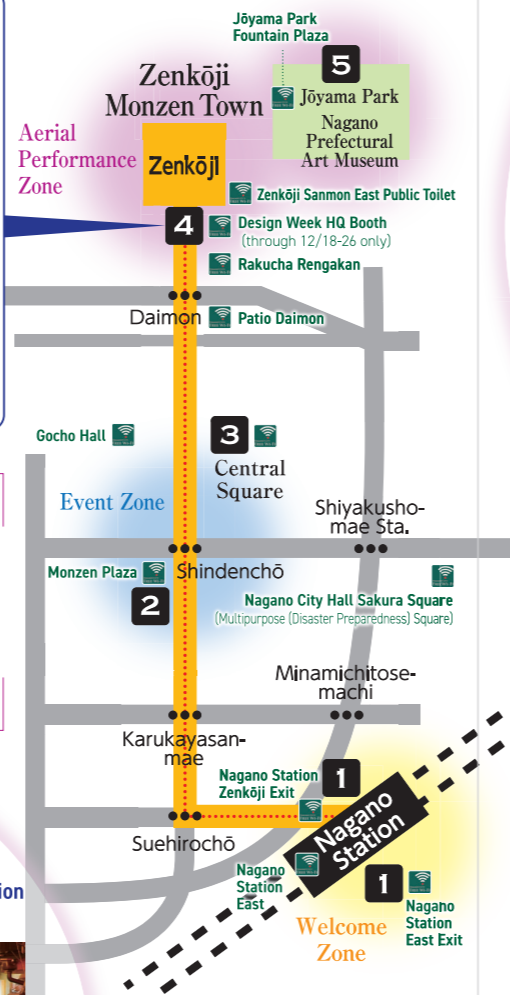 Jōyama Park
Fountain Plaza
5
Zenkōji
Monzen Town
Jōyama Park
Nagano
Prefectural
Art Museum
Aerial
Performance
Zone
Zenkōji
Zenkōji Sanmon East Public Toilet
4
Design Week HQ Booth
(through 12/18-26 only)
Rakucha Rengakan
Daimon
Patio Daimon
Gocho Hall
3
Central
Square
Event Zone
Shiyakusho-
mae Sta.
Monzen Plaza
Shindenchō
2
Nagano City Hall Sakura Square
(Multipurpose (Disaster Preparedness) Square)
Minamichitose-
machi
Karukayasan-
mae
Nagano Station
Zenkōji Exit
1
Nagano
Station
Suehirochō
Nagano
Station
East
1
Nagano
Station
East Exit
Welcome
Zone
ion